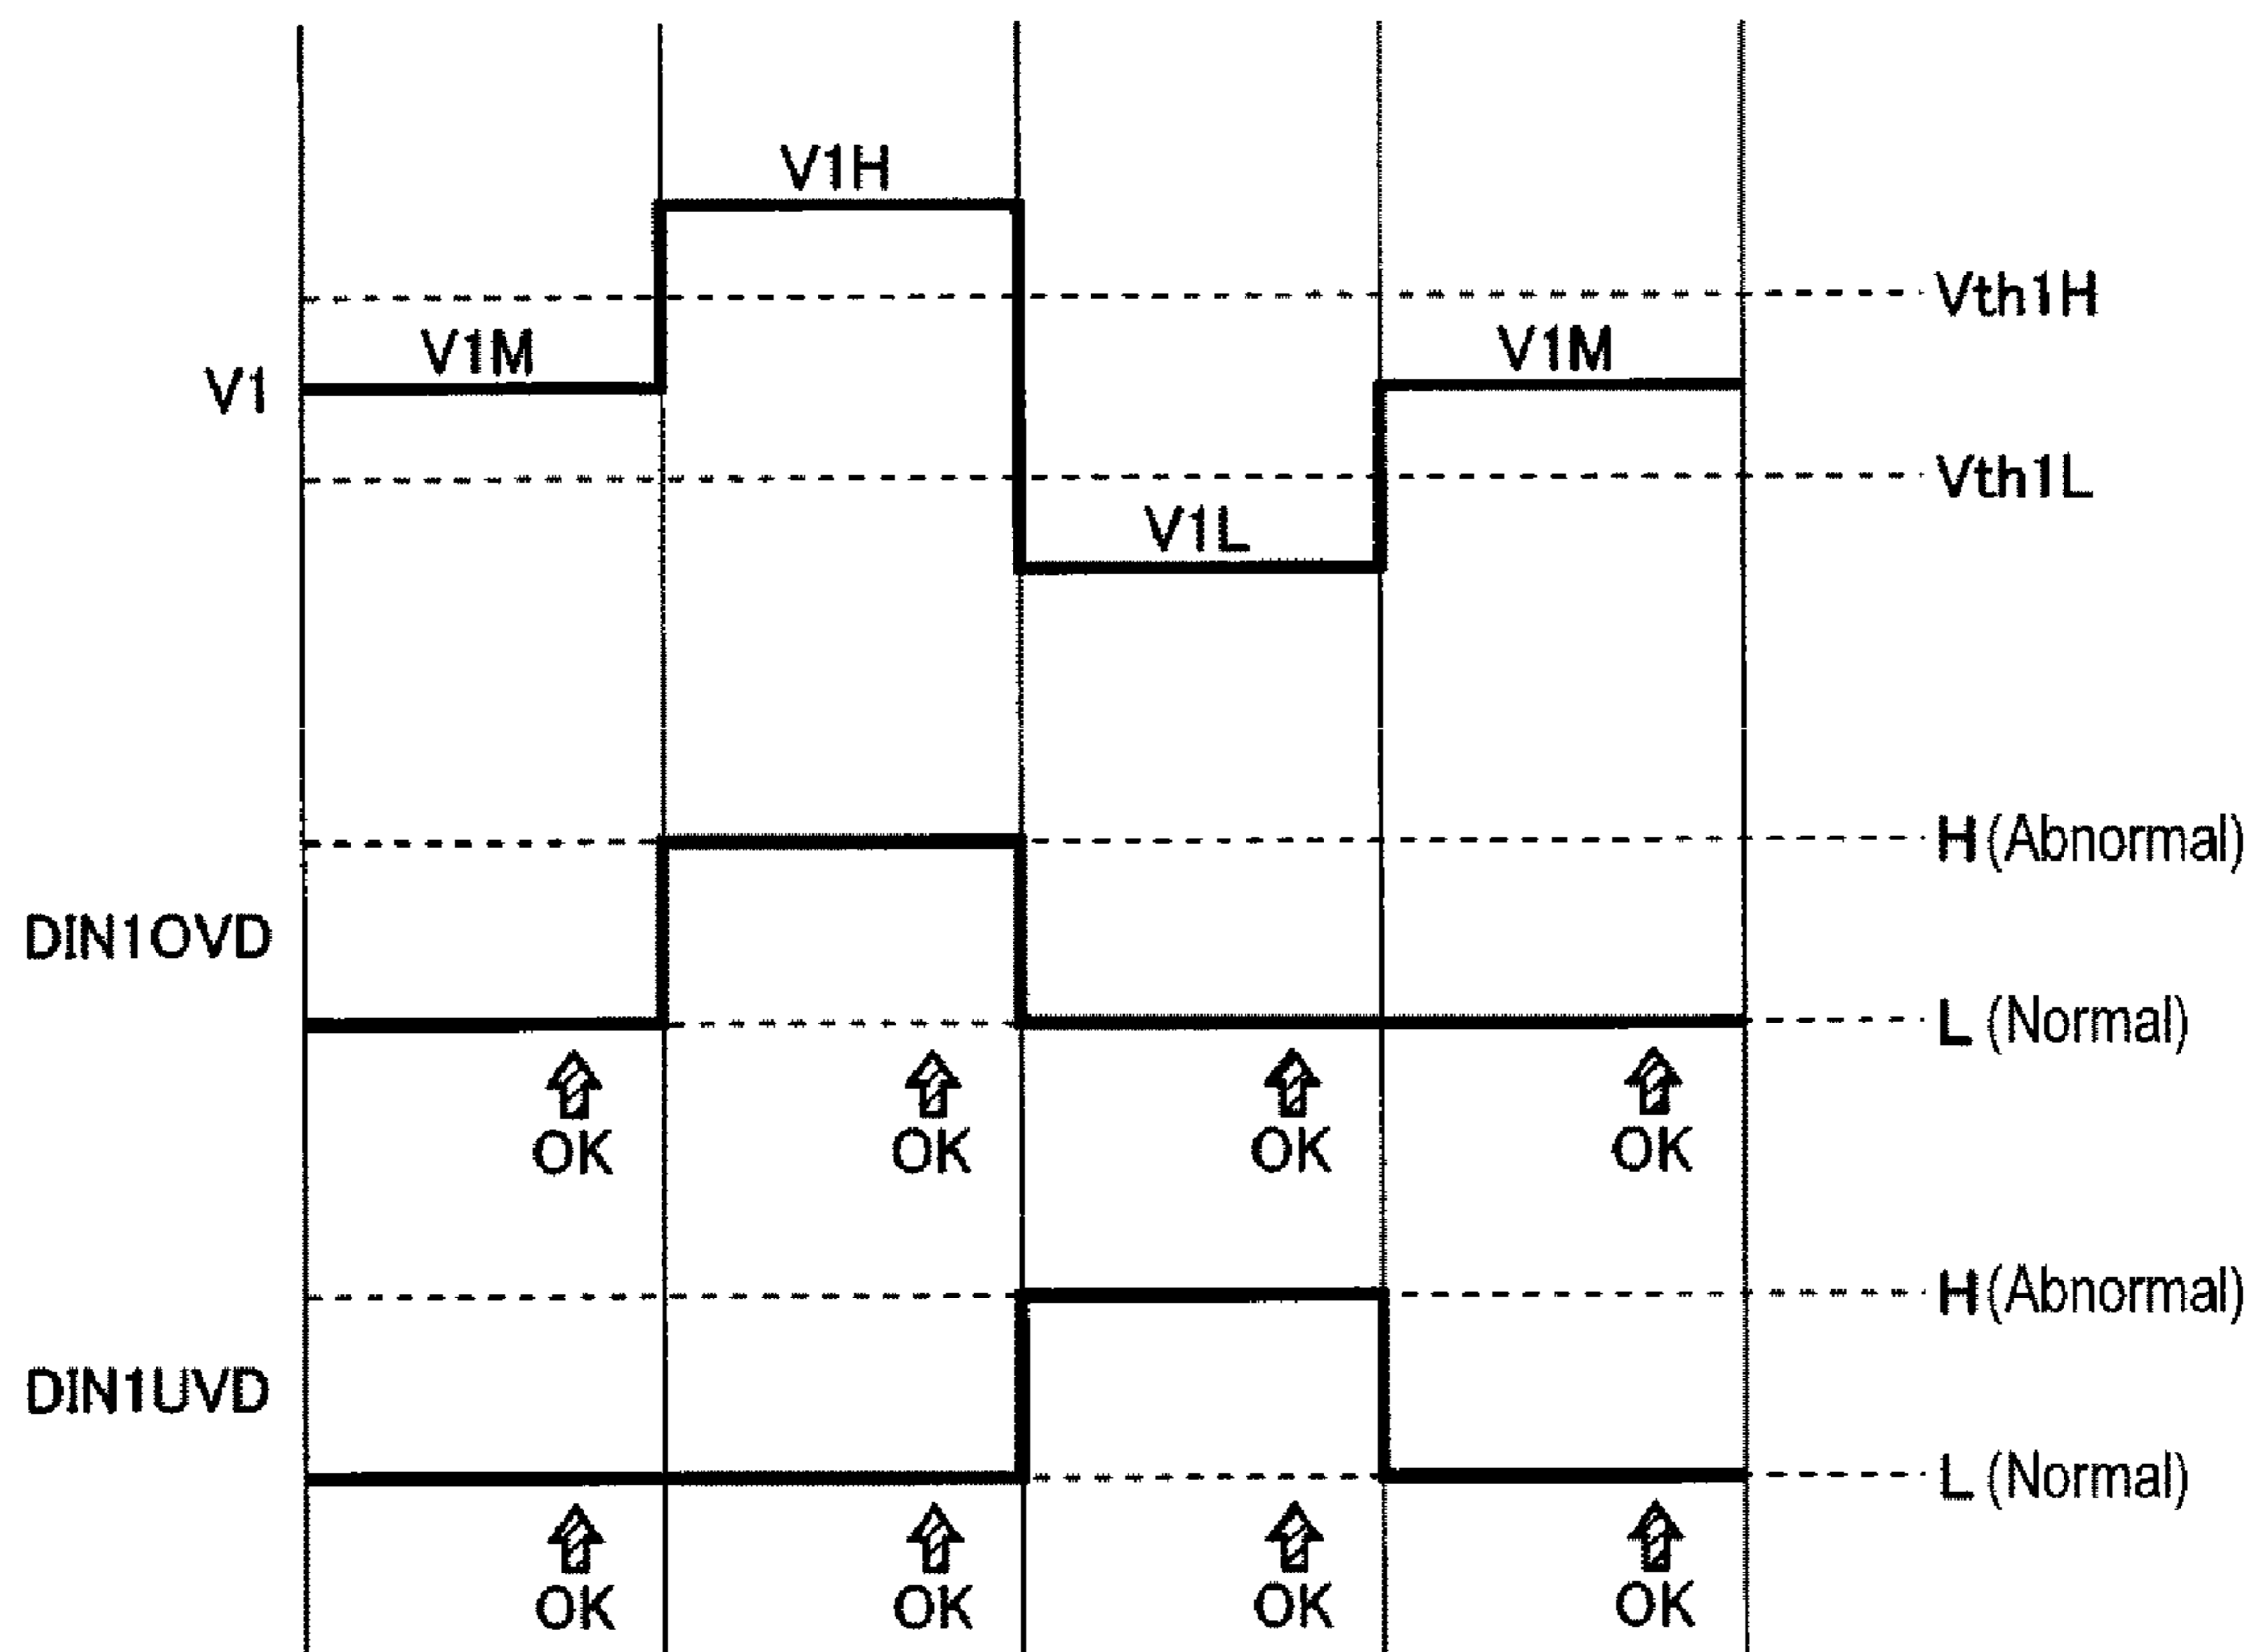 V1H
Vth1H
V1M
V1M
V1
Vth1L
V1L
H (Abnormal)
DIN1OVD
L (Normal)
OK OK OK OK
H (Abnormal)
DIN1UVD
L (Normal)
OK OK OK OK